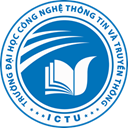 TRƯỜNG ĐẠI HỌC CÔNG NGHỆ THÔNG TIN VÀ TRUYỀN THÔNG
ICTU